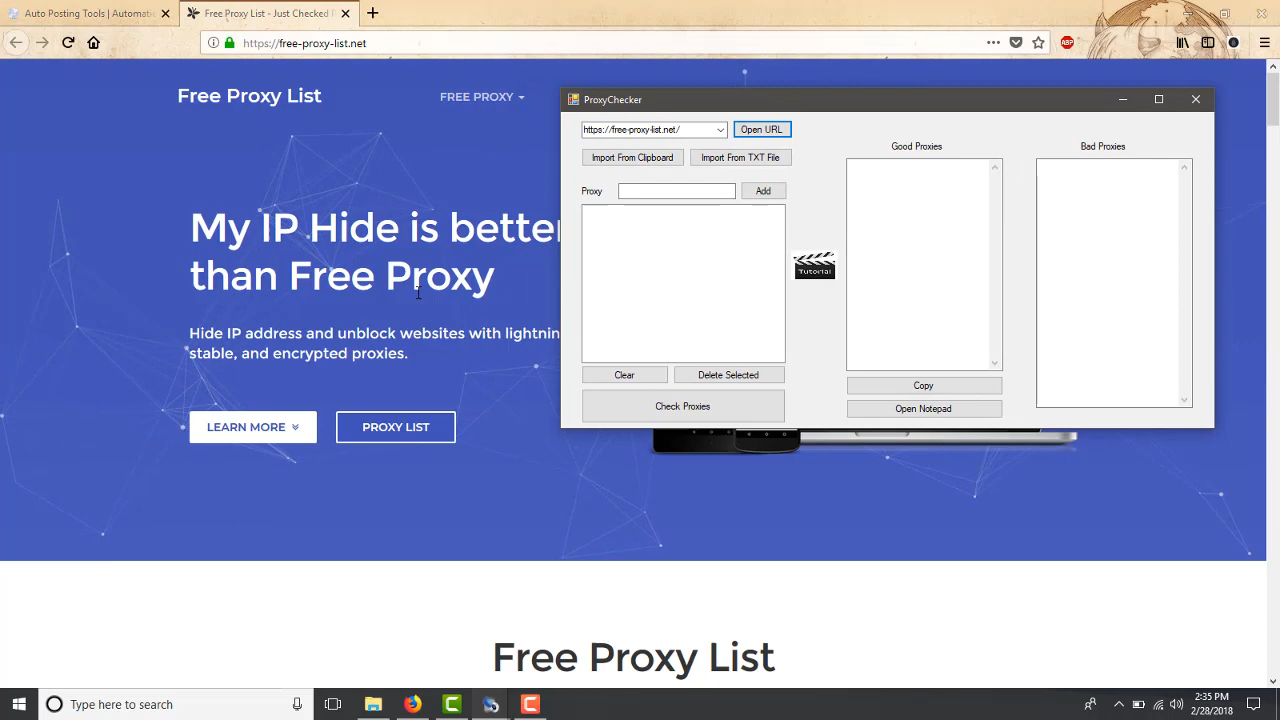 Auto Posting Tools | Automati
Free Proxy List - Just Checked
https://free-proxy-list.net
ABP
Free Proxy List
FREE PROXY
My IP Hide is better
than Free Proxy
Hide IP address and unblock websites with lightnin
stable, and encrypted proxies.
LEARN MORE
PROXY LIST
ProxyChecker
https://free-proxy-list.net/
Open URL
Import From Clipboard
Import From TXT File
Proxy
Add
Clear
Delete Selected
Check Proxies
Tutorial
Good Proxies
Copy
Open Notepad
Bad Proxies
Free Proxy List
Type here to search
2:35 PM
2/28/2018